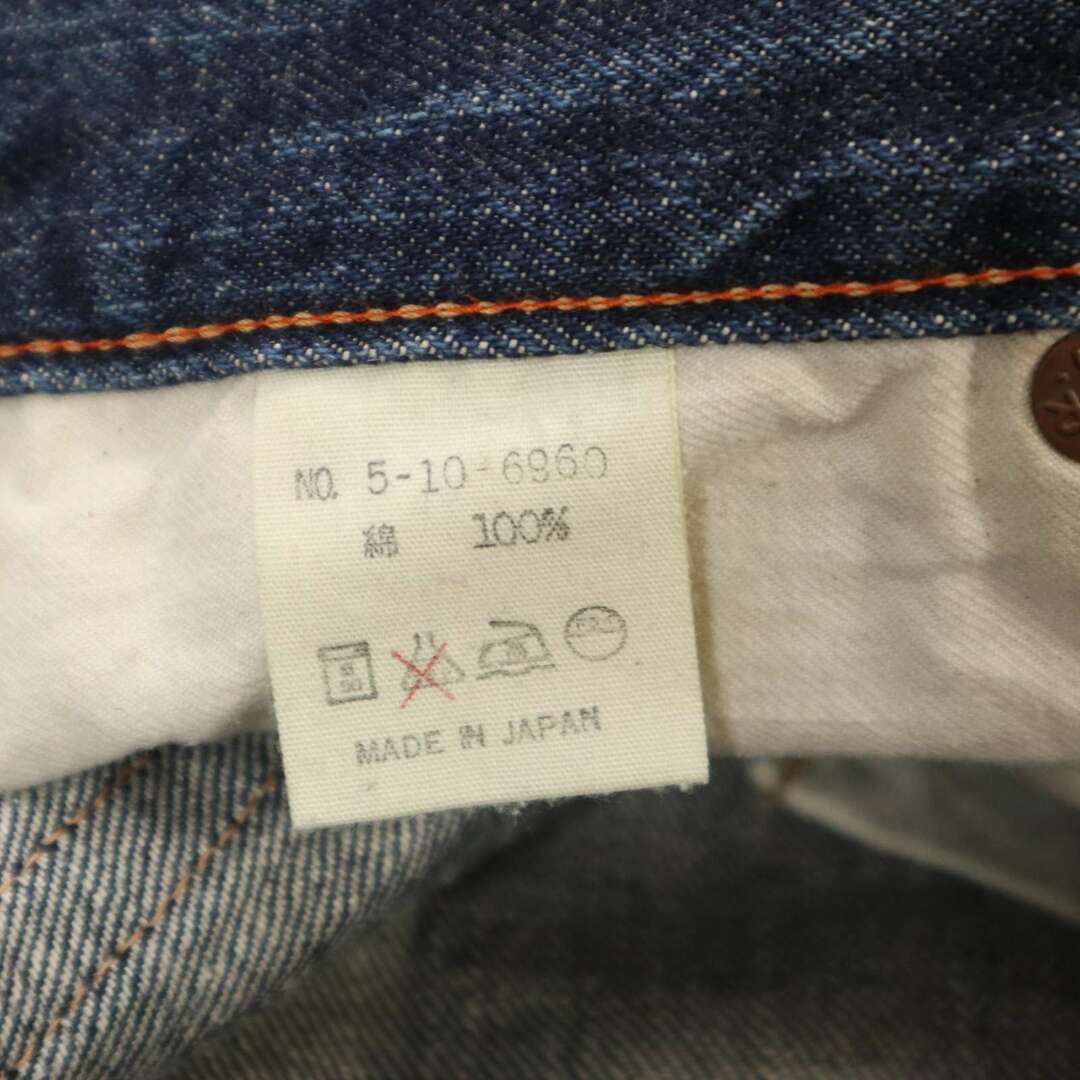 NO. 5-10-6960
綿 100%
MADE IN JAPAN